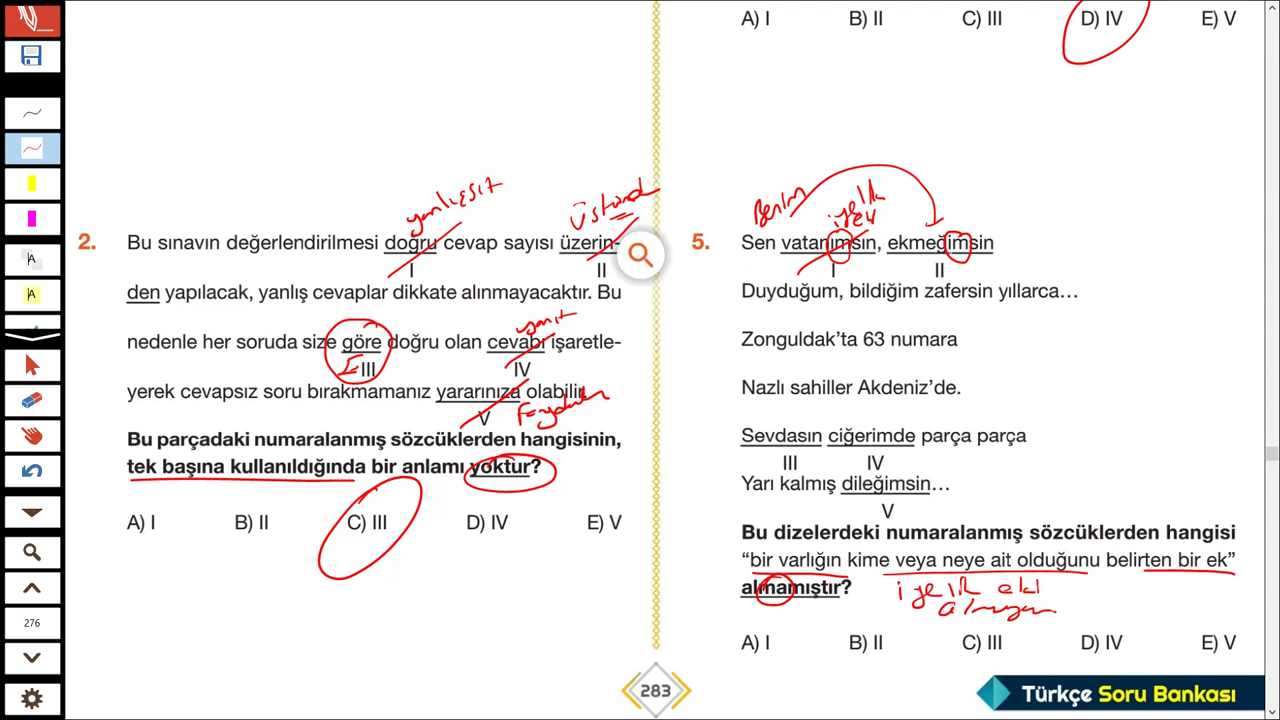 A) I B) II C) III D) IV E) V
yanlışsız
Üstünd
2. Bu sınavın değerlendirilmesi doğru cevap sayısı üzerin-
I II
den yapılacak, yanlış cevaplar dikkate alınmayacaktır. Bu
yanıt
nedenle her soruda size göre doğru olan cevabı işaretle-
III IV
yerek cevapsız soru bırakmamanız yararınıza olabilir.
V
Bu parçadaki numaralanmış sözcüklerden hangisinin,
tek başına kullanıldığında bir anlamı yoktur?
A) I B) II C) III D) IV E) V
Benim
iyelik
eki
5. Sen vatanımsın, ekmeğimsin
I II
Duyduğum, bildiğim zafersin yıllarca…
Zonguldak’ta 63 numara
Nazlı sahiller Akdeniz’de.
Sevdasın ciğerimde parça parça
III IV
Yarı kalmış dileğimsin…
V
Bu dizelerdeki numaralanmış sözcüklerden hangisi
“bir varlığın kime veya neye ait olduğunu belirten bir ek”
almamıştır?
iyelik eki
almayan
A) I B) II C) III D) IV E) V
283
Türkçe Soru Bankası
A
A
276